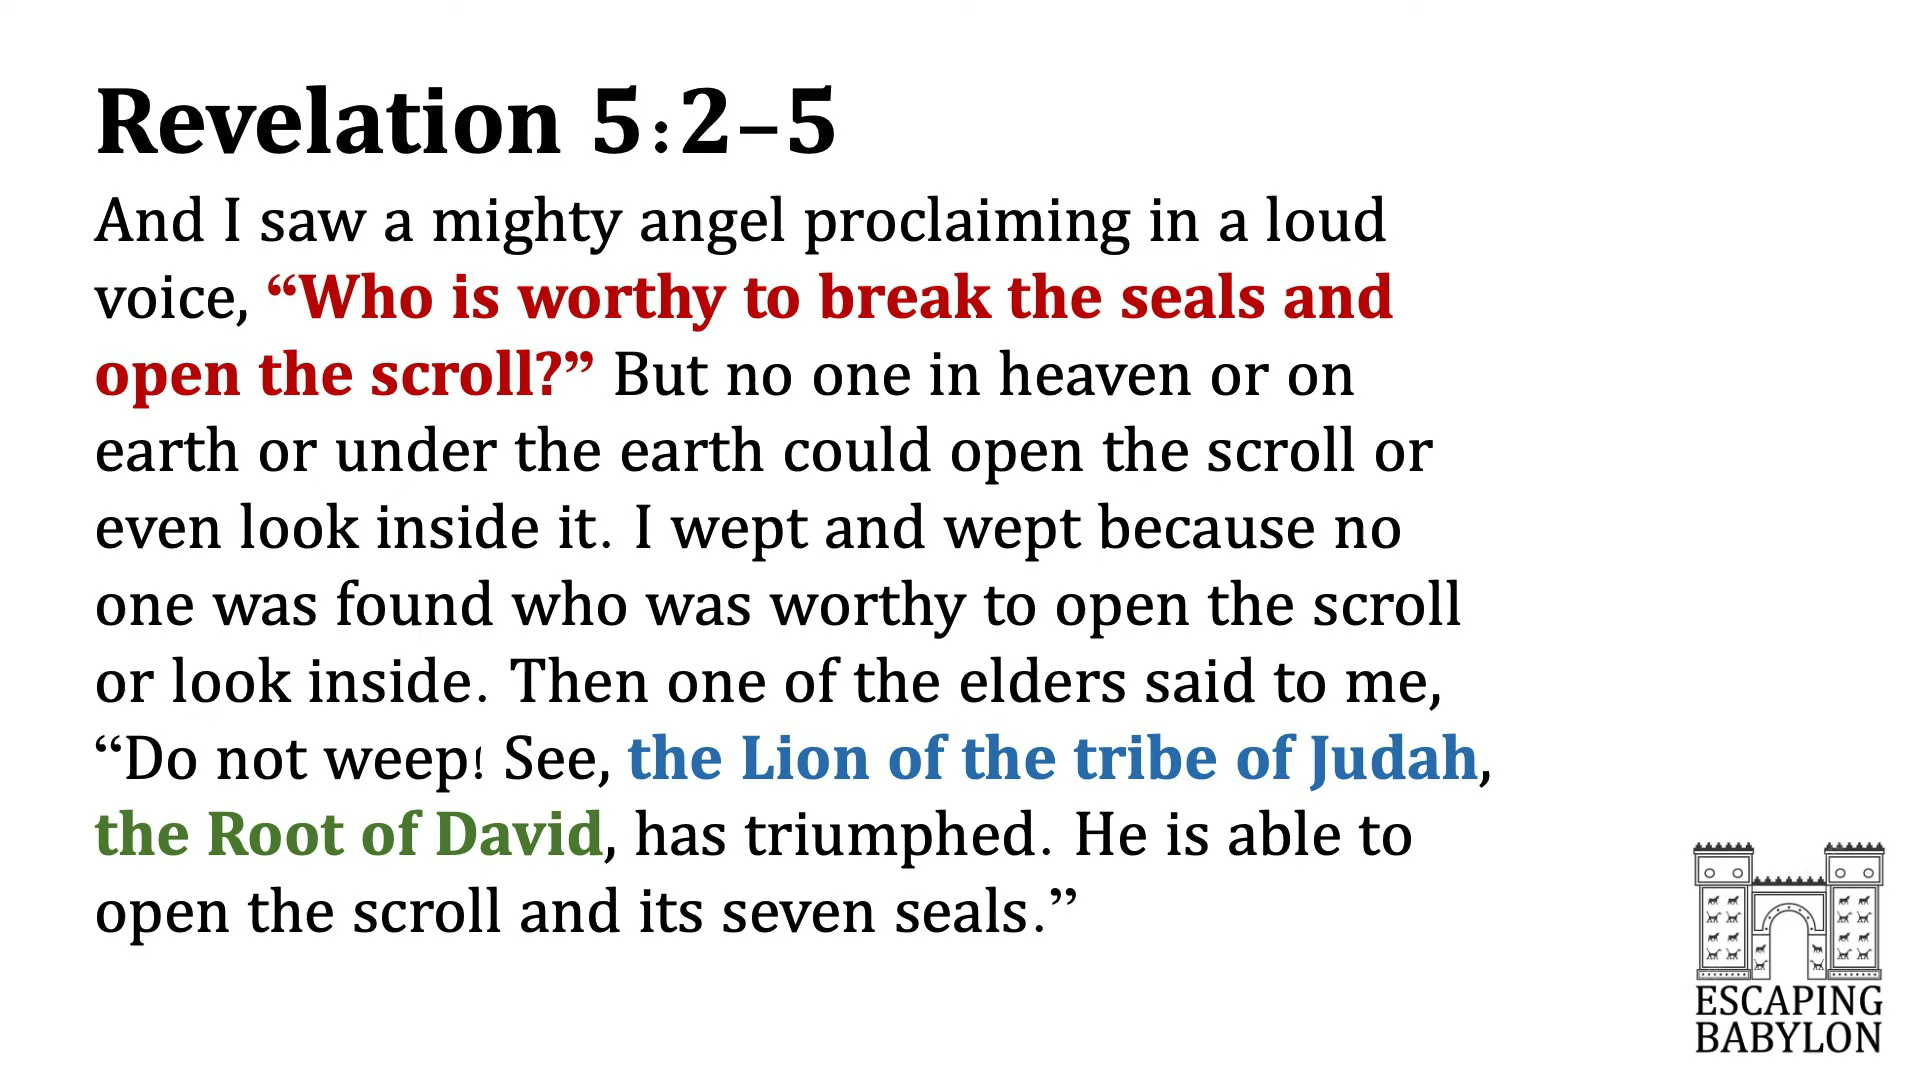 Revelation 5:2–5
And I saw a mighty angel proclaiming in a loud
voice, “Who is worthy to break the seals and
open the scroll?” But no one in heaven or on
earth or under the earth could open the scroll or
even look inside it. I wept and wept because no
one was found who was worthy to open the scroll
or look inside. Then one of the elders said to me,
“Do not weep! See, the Lion of the tribe of Judah,
the Root of David, has triumphed. He is able to
open the scroll and its seven seals.”
ESCAPING
BABYLON